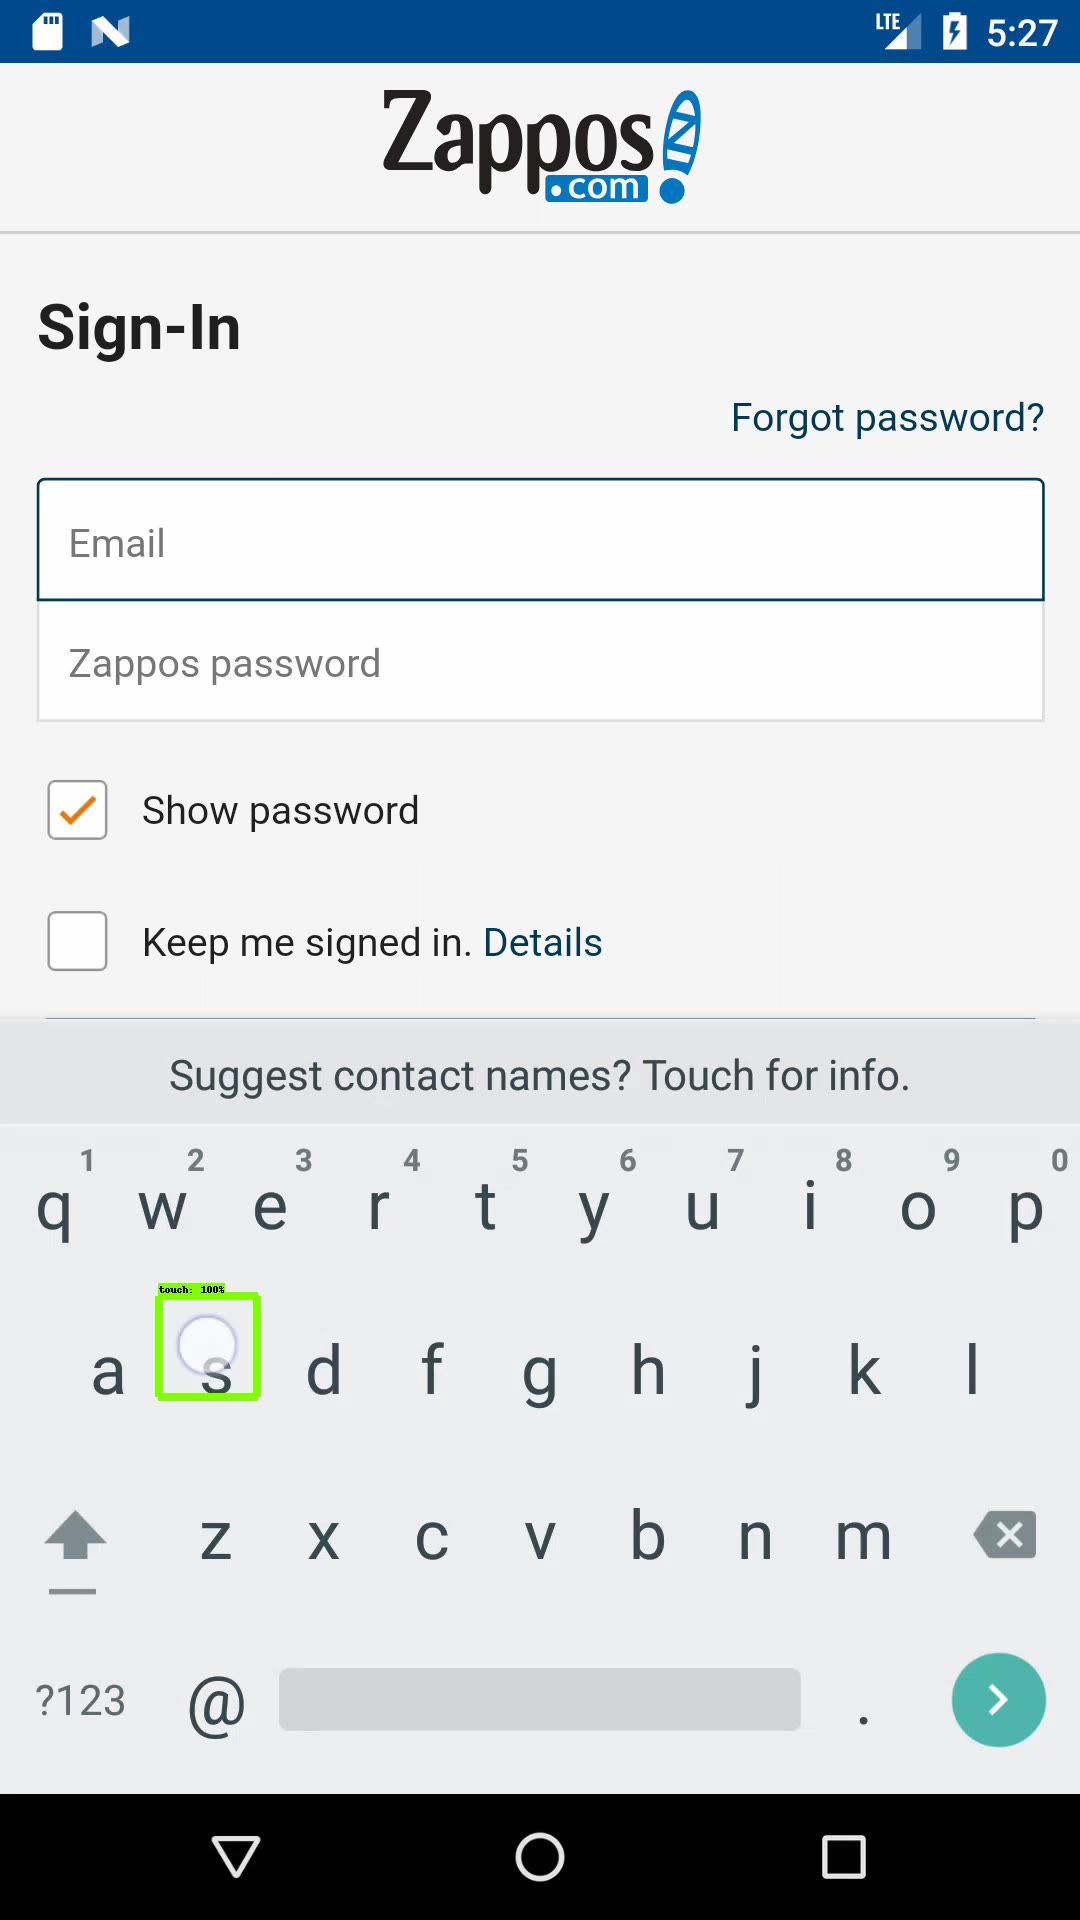 LTE 5:27
Zappos
.com
Sign-In
Forgot password?
Email
Zappos password
Show password
Keep me signed in. Details
Suggest contact names? Touch for info.
1 2 3 4 5 6 7 8 9 0
q w e r t y u i o p
touch: 100%
a s d f g h j k l
z x c v b n m
?123 @ .